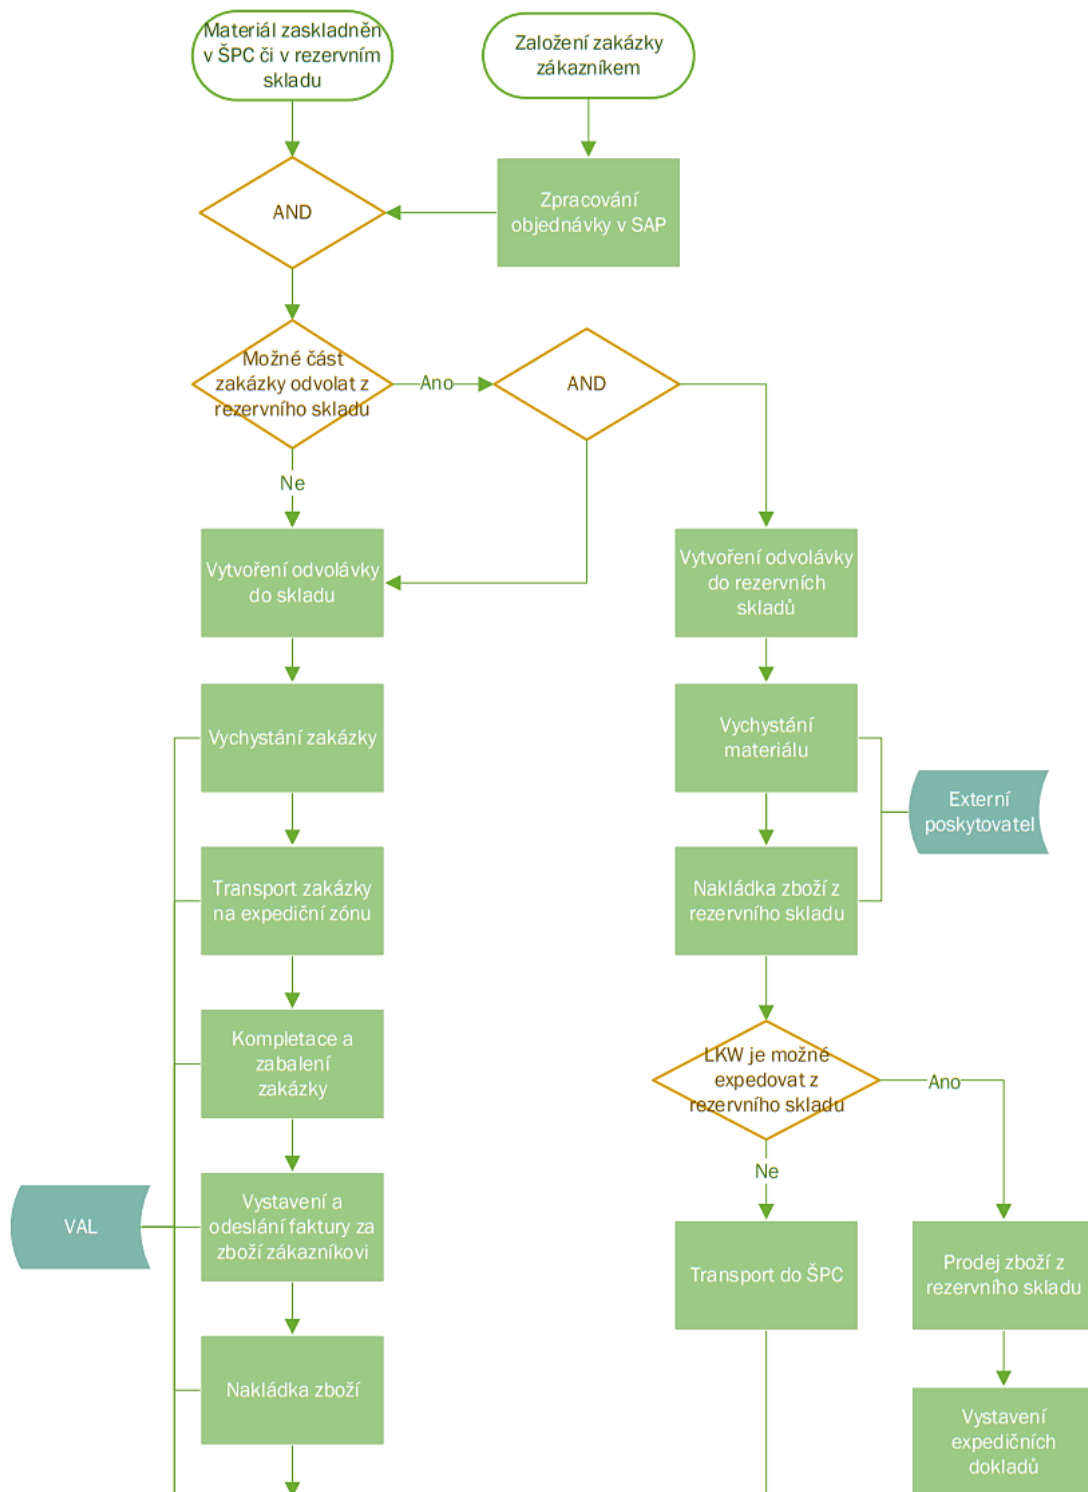 Materiál zaskladněn
v ŠPC či v rezervním
skladu
Založení zakázky
zákazníkem
AND
Zpracování
objednávky v SAP
Možné část
zakázky odvolat z
rezervního skladu
Ano
AND
Ne
Vytvoření odvolávky
do skladu
Vytvoření odvolávky
do rezervních
skladů
Vychystání zakázky
Vychystání
materiálu
Externí
poskytovatel
Transport zakázky
na expediční zónu
Nakládka zboží z
rezervního skladu
Kompletace a
zabalení
zakázky
LKW je možné
expedovat z
rezervního skladu
Ano
Ne
VAL
Vystavení a
odeslání faktury za
zboží zákazníkovi
Transport do ŠPC
Prodej zboží z
rezervního skladu
Nakládka zboží
Vystavení
expedičních
dokladů